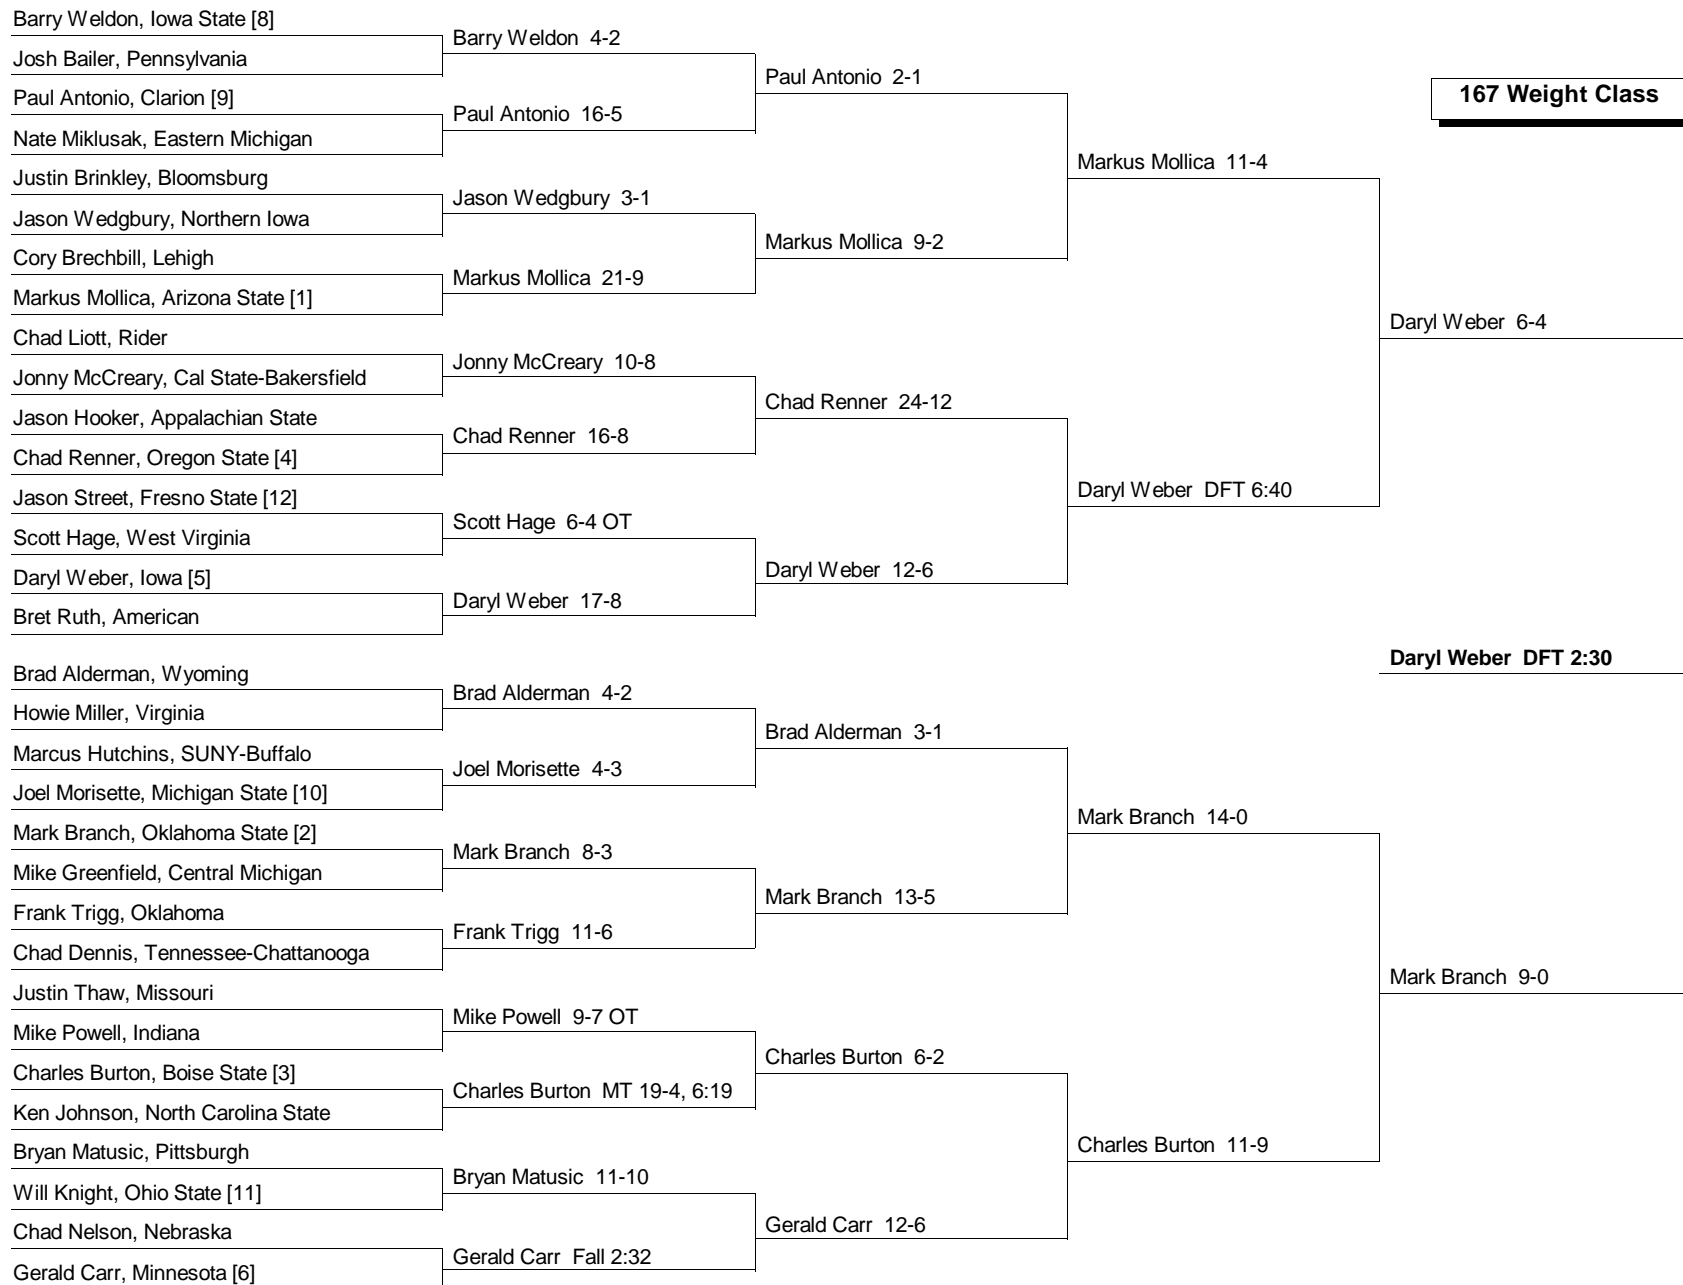 Barry Weldon, Iowa State [8]
Josh Bailer, Pennsylvania
Paul Antonio, Clarion [9]
Nate Miklusak, Eastern Michigan
Justin Brinkley, Bloomsburg
Jason Wedgbury, Northern Iowa
Cory Brechbill, Lehigh
Markus Mollica, Arizona State [1]
Chad Liott, Rider
Jonny McCreary, Cal State-Bakersfield
Jason Hooker, Appalachian State
Chad Renner, Oregon State [4]
Jason Street, Fresno State [12]
Scott Hage, West Virginia
Daryl Weber, Iowa [5]
Bret Ruth, American
Brad Alderman, Wyoming
Howie Miller, Virginia
Marcus Hutchins, SUNY-Buffalo
Joel Morisette, Michigan State [10]
Mark Branch, Oklahoma State [2]
Mike Greenfield, Central Michigan
Frank Trigg, Oklahoma
Chad Dennis, Tennessee-Chattanooga
Justin Thaw, Missouri
Mike Powell, Indiana
Charles Burton, Boise State [3]
Ken Johnson, North Carolina State
Bryan Matusic, Pittsburgh
Will Knight, Ohio State [11]
Chad Nelson, Nebraska
Gerald Carr, Minnesota [6]
Barry Weldon 4-2
Paul Antonio 16-5
Jason Wedgbury 3-1
Markus Mollica 21-9
Jonny McCreary 10-8
Chad Renner 16-8
Scott Hage 6-4 OT
Daryl Weber 17-8
Brad Alderman 4-2
Joel Morisette 4-3
Mark Branch 8-3
Frank Trigg 11-6
Mike Powell 9-7 OT
Charles Burton MT 19-4, 6:19
Bryan Matusic 11-10
Gerald Carr Fall 2:32
Paul Antonio 2-1
Markus Mollica 9-2
Chad Renner 24-12
Daryl Weber 12-6
Brad Alderman 3-1
Mark Branch 13-5
Charles Burton 6-2
Gerald Carr 12-6
Markus Mollica 11-4
Daryl Weber DFT 6:40
Mark Branch 14-0
Charles Burton 11-9
167 Weight Class
Daryl Weber 6-4
Daryl Weber DFT 2:30
Mark Branch 9-0